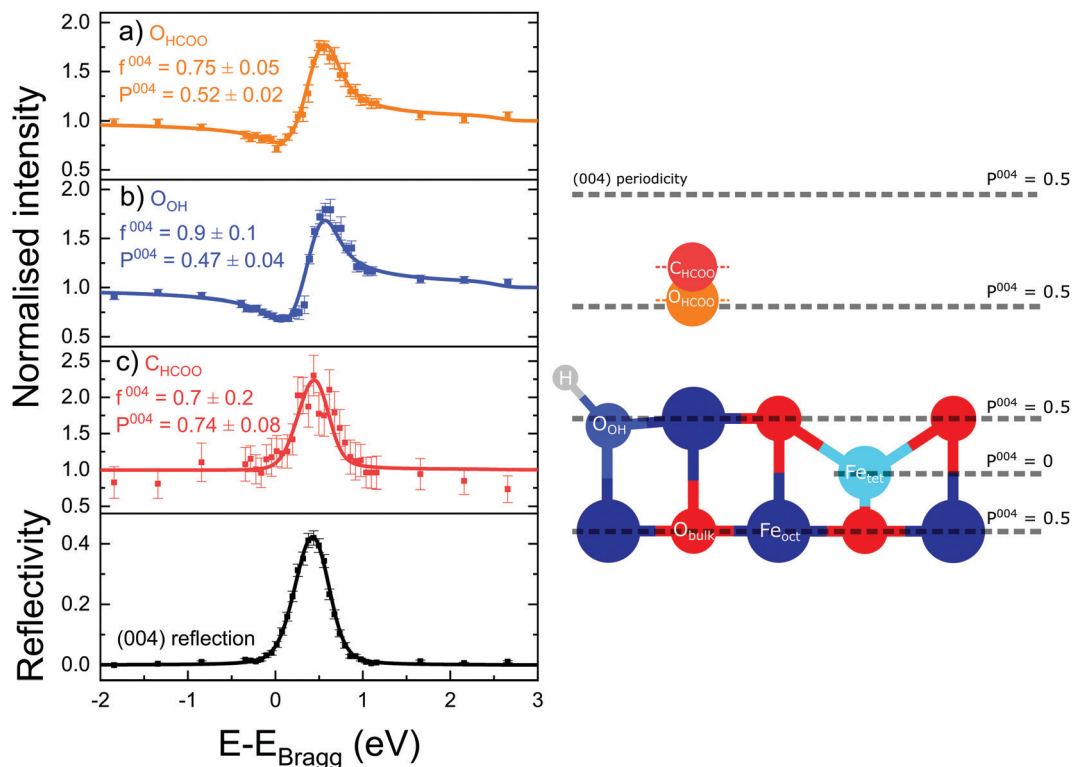 Normalised intensity
2.0
1.5
1.0
0.5
a) O_HCOO
f^004 = 0.75 ± 0.05
P^004 = 0.52 ± 0.02
2.0
1.5
1.0
0.5
b) O_OH
f^004 = 0.9 ± 0.1
P^004 = 0.47 ± 0.04
2.5
2.0
1.5
1.0
0.5
c) C_HCOO
f^004 = 0.7 ± 0.2
P^004 = 0.74 ± 0.08
Reflectivity
0.4
0.2
0.0
(004) reflection
-2 -1 0 1 2 3
E-E_Bragg (eV)
(004) periodicity
P^004 = 0.5
C_HCOO
O_HCOO
P^004 = 0.5
H
O_OH
P^004 = 0.5
Fe_tet
P^004 = 0
O_bulk
Fe_oct
P^004 = 0.5